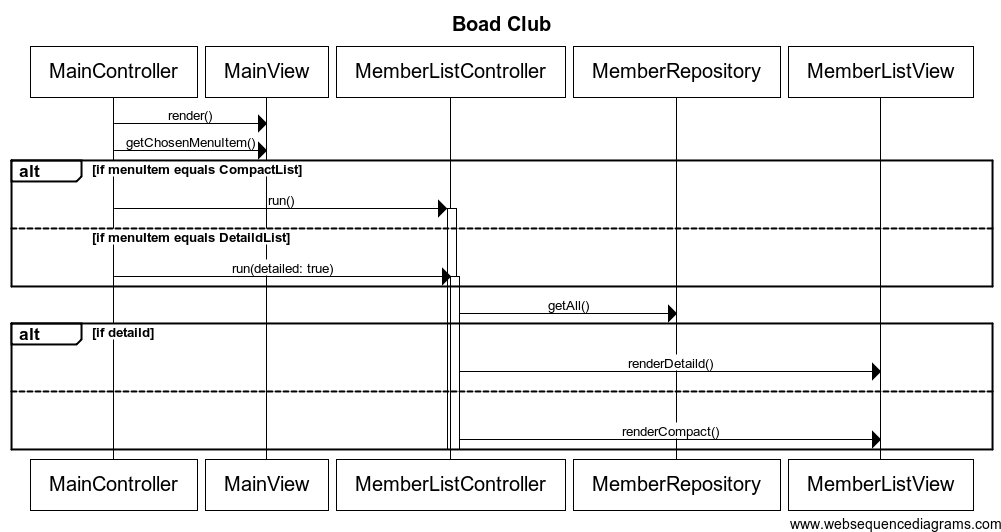 Boad Club
MainController MainView MemberListController MemberRepository MemberListView
render()
getChosenMenuItem()
alt [if menuItem equals CompactList]
run()
[if menuItem equals DetaildList]
run(detailed: true)
getAll()
alt [if detaild]
renderDetaild()
renderCompact()
MainController MainView MemberListController MemberRepository MemberListView
www.websequencediagrams.com